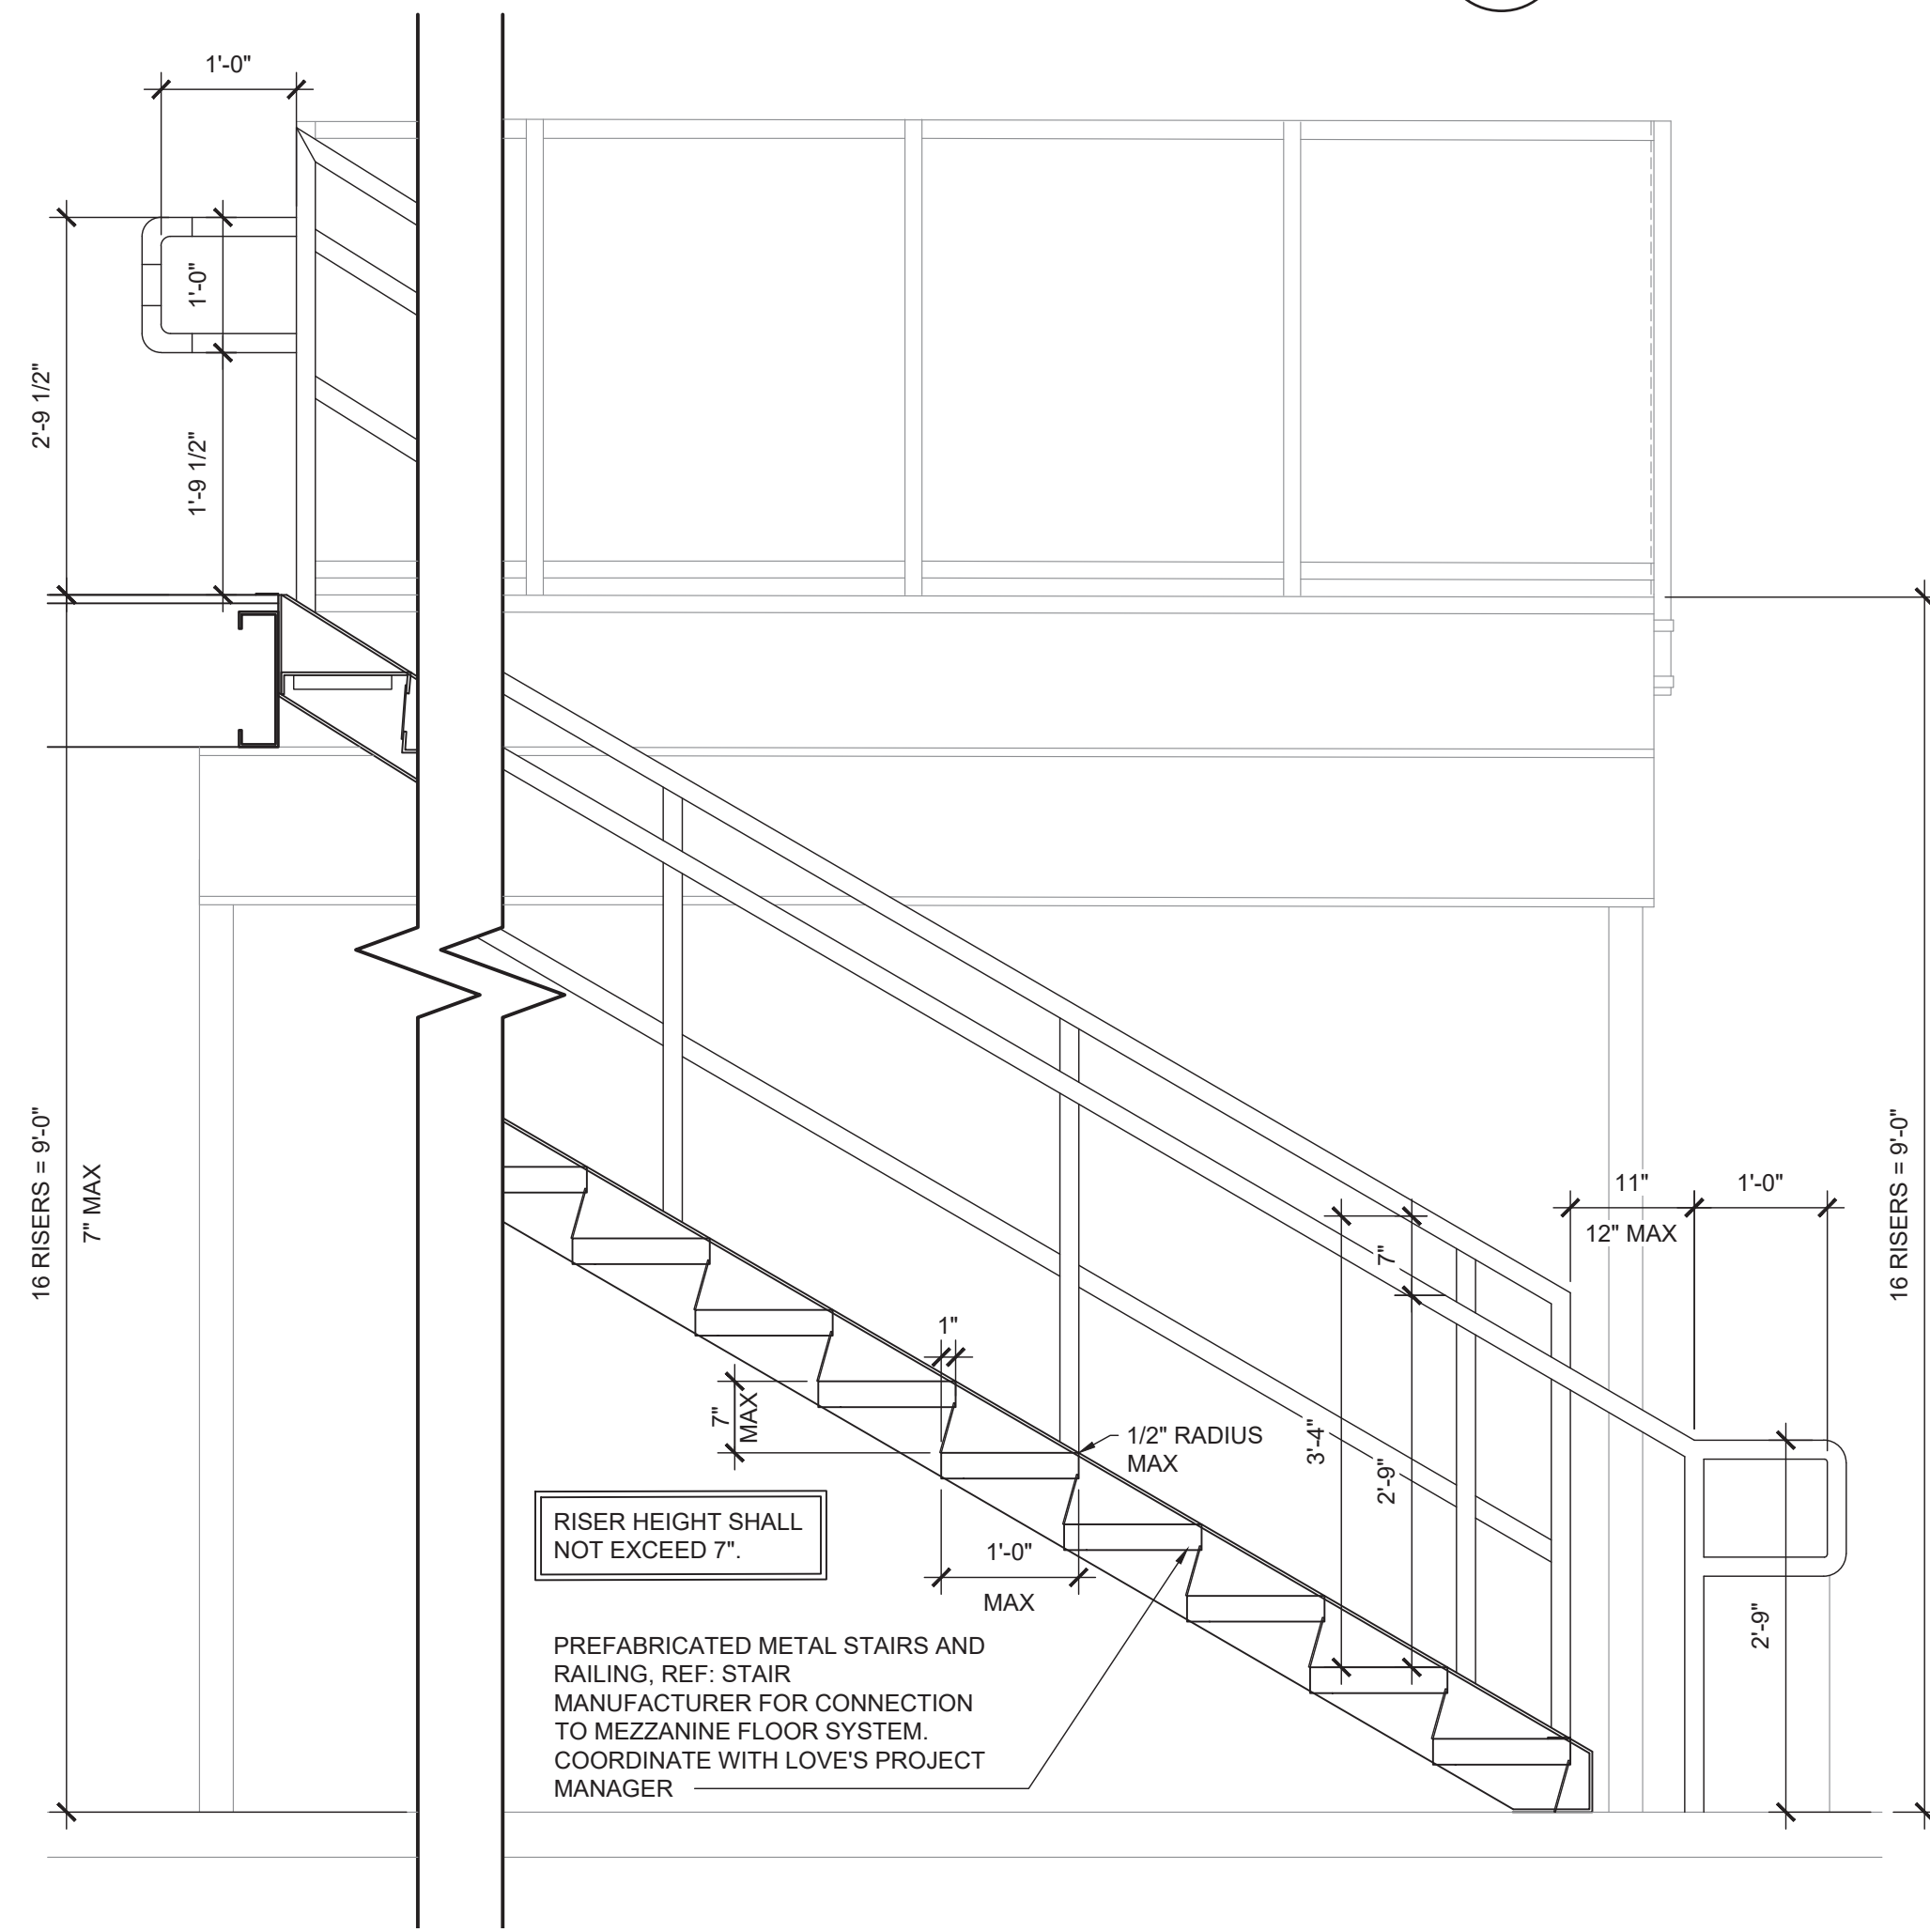 1'-0"
1'-0"
2'-9 1/2"
1'-9 1/2"
16 RISERS = 9'-0"
7" MAX
11"
12" MAX
1'-0"
16 RISERS = 9'-0"
7"
3'-4"
2'-9"
1"
7"
MAX
1/2" RADIUS
MAX
RISER HEIGHT SHALL
NOT EXCEED 7".
1'-0"
MAX
2'-9"
PREFABRICATED METAL STAIRS AND
RAILING, REF: STAIR
MANUFACTURER FOR CONNECTION
TO MEZZANINE FLOOR SYSTEM.
COORDINATE WITH LOVE'S PROJECT
MANAGER